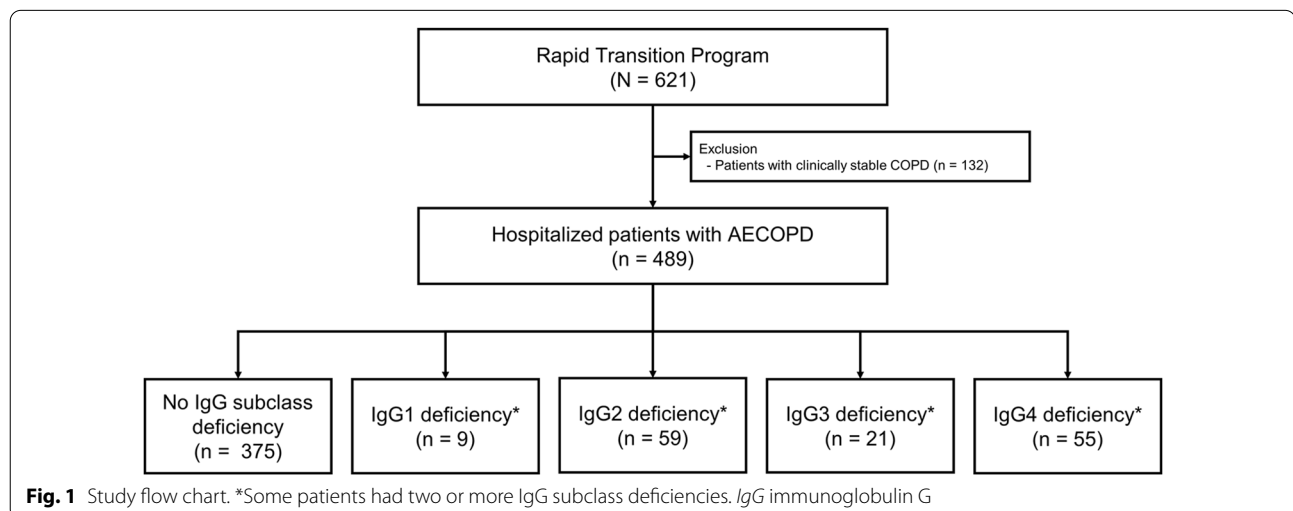 Rapid Transition Program
(N = 621)
Exclusion
- Patients with clinically stable COPD (n = 132)
Hospitalized patients with AECOPD
(n = 489)
No IgG subclass
deficiency
(n = 375)
IgG1 deficiency*
(n = 9)
IgG2 deficiency*
(n = 59)
IgG3 deficiency*
(n = 21)
IgG4 deficiency*
(n = 55)
Fig. 1 Study flow chart. *Some patients had two or more IgG subclass deficiencies. IgG immunoglobulin G